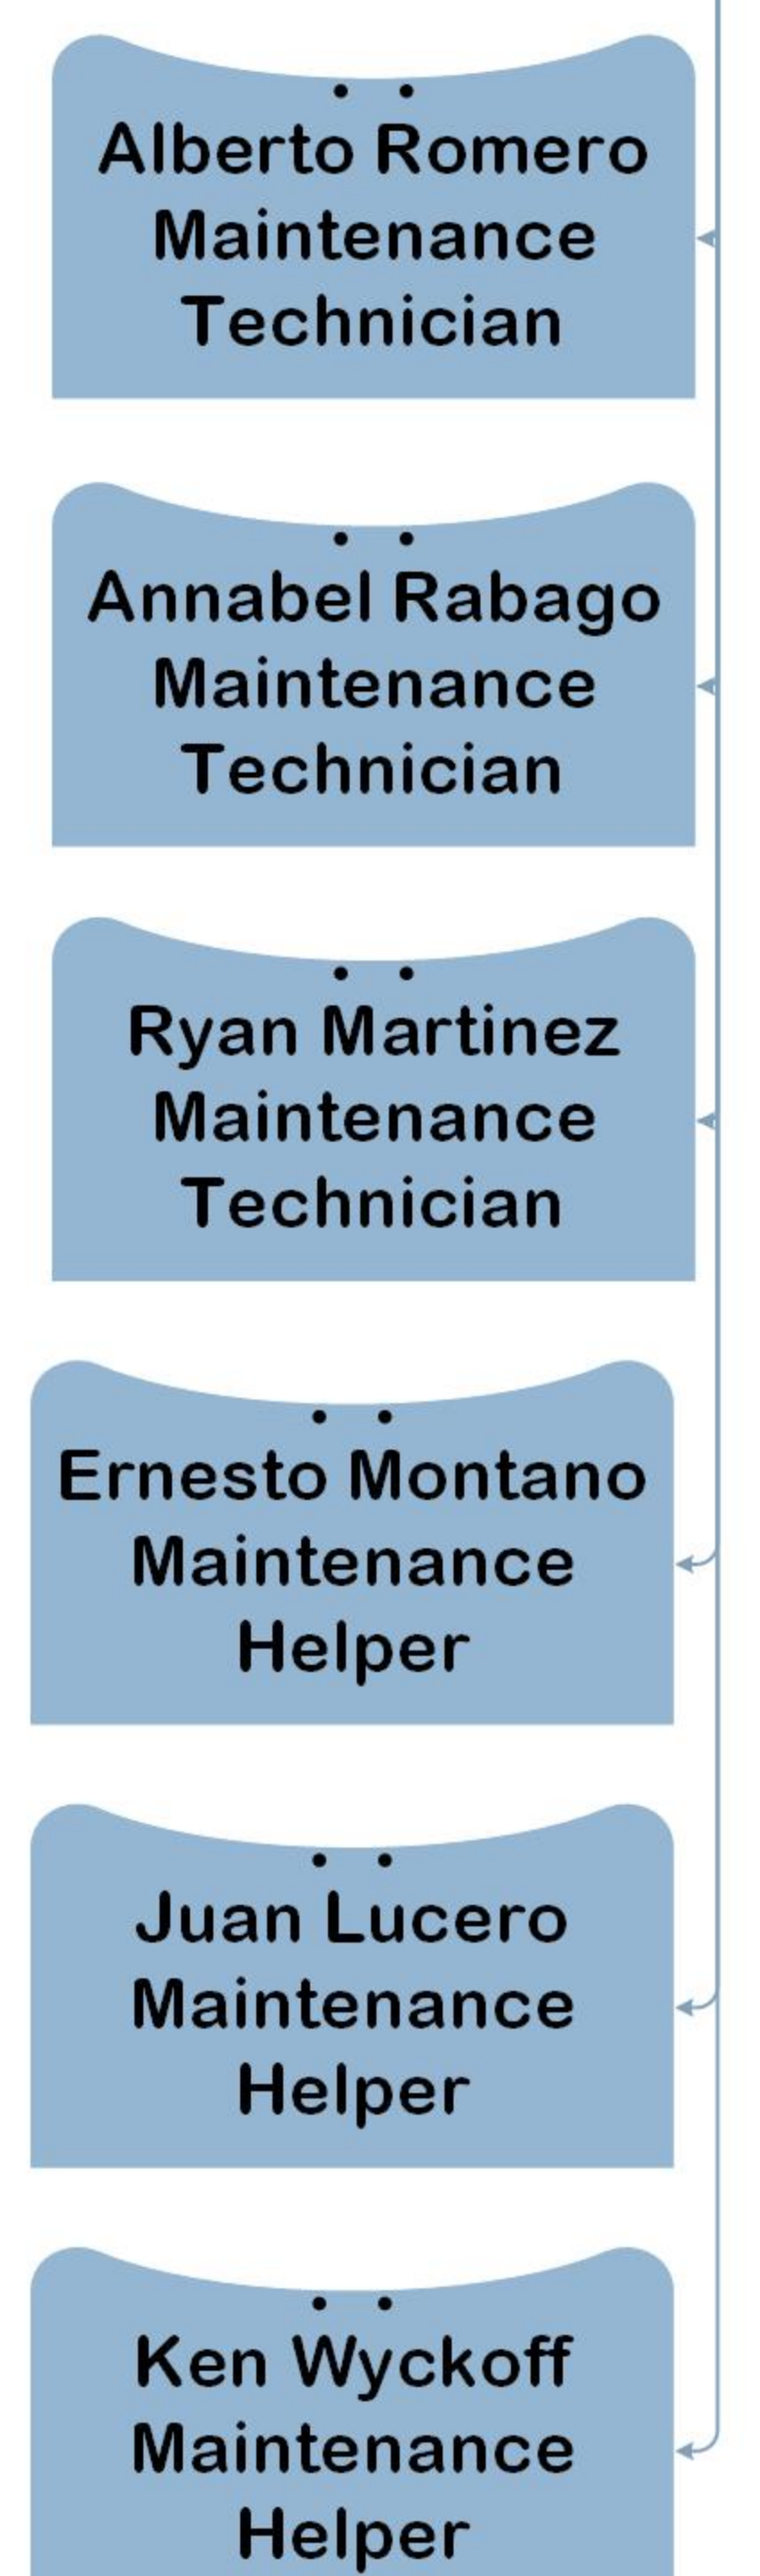 Alberto Romero
Maintenance
Technician
Annabel Rabago
Maintenance
Technician
Ryan Martinez
Maintenance
Technician
Ernesto Montano
Maintenance
Helper
Juan Lucero
Maintenance
Helper
Ken Wyckoff
Maintenance
Helper